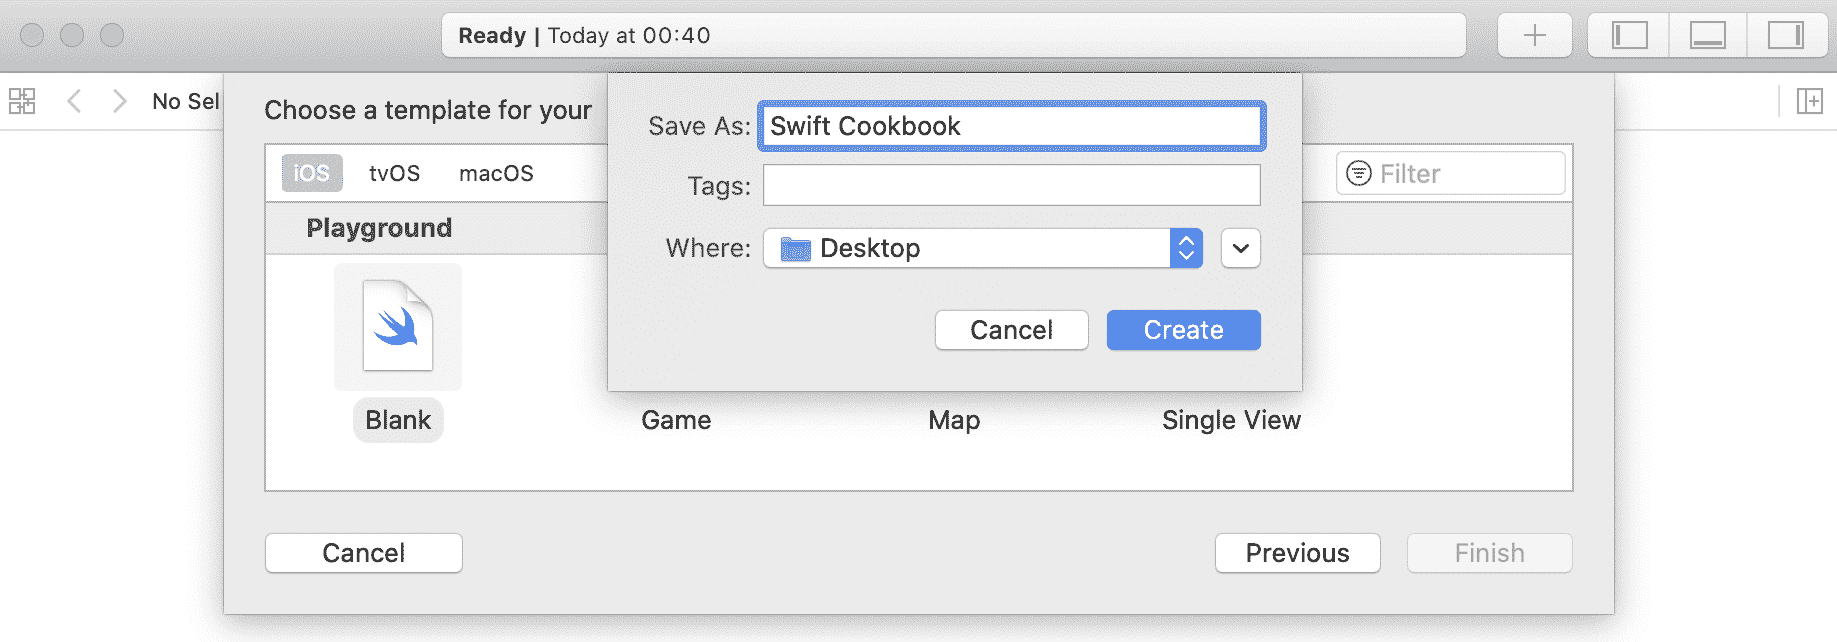 Ready | Today at 00:40
No Sel
Choose a template for your
Save As: Swift Cookbook
iOS tvOS macOS
Filter
Tags:
Playground
Where: Desktop
Cancel Create
Blank Game Map Single View
Cancel Previous Finish